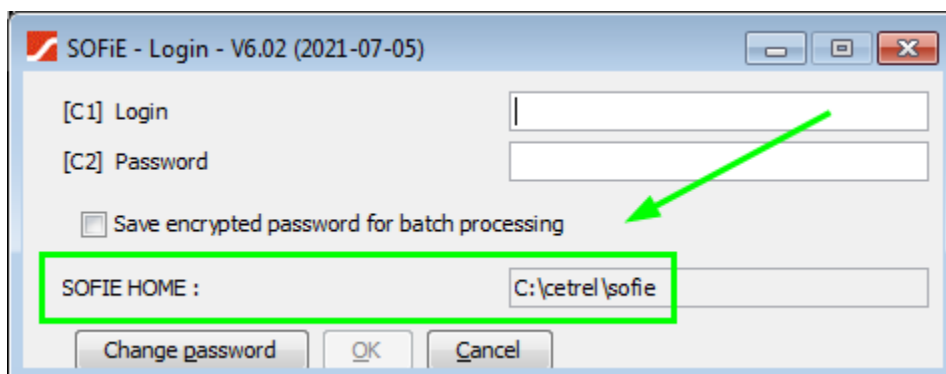 SOFiE - Login - V6.02 (2021-07-05)
[C1] Login
[C2] Password
Save encrypted password for batch processing
SOFIE HOME : C:\cetrel\sofie
Change password OK Cancel